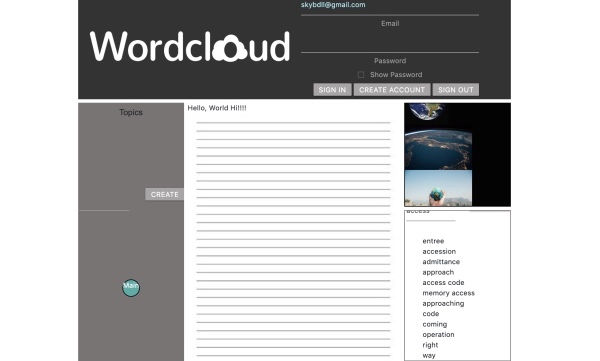 skybdll@gmail.com
Email
Wordcloud
Password
Show Password
SIGN IN
CREATE ACCOUNT
SIGN OUT
Topics
CREATE
Main
Hello, World Hi!!!!
access
entree
accession
admittance
approach
access code
memory access
approaching
code
coming
operation
right
way